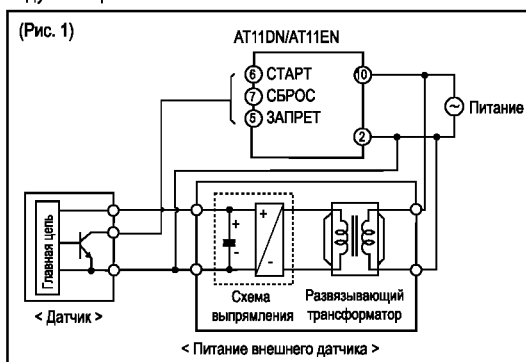 (Рис. 1)
AT11DN/AT11EN
6 СТАРТ
7 СБРОС
5 ЗАПРЕТ
10
2
Питание
Главная цепь
+
-
+
-
Схема выпрямления
Развязывающий трансформатор
< Датчик >
< Питание внешнего датчика >